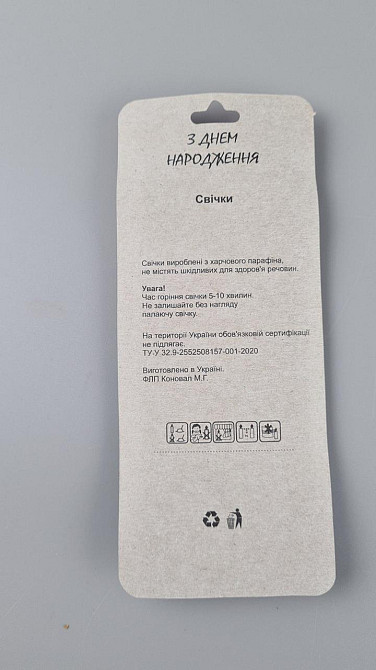 З ДНЕМ
НАРОДЖЕННЯ
Свічки
Свічки вироблені з харчового парафіна,
не містять шкідливих для здоров'я речовин.
Увага!
Час горіння свічки 5-10 хвилин.
Не залишайте без нагляду
палаючу свічку.
На території України обов'язковій сертифікації
не підлягає.
ТУ-У 32.9-2552508157-001-2020
Виготовлено в Україні.
ФЛП Коновал М.Г.